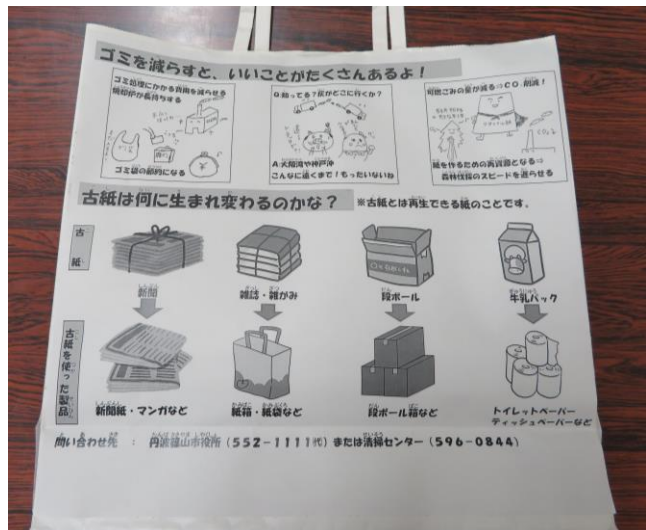 ゴミを減らすと、いいことがたくさんあるよ！
ゴミ処理にかかる費用を減らせる
焼却炉が長持ちする
ゴミ袋の節約になる
Q.知ってる？灰がどこに行くか？
A.大阪湾や神戸沖
こんなに遠くまで！もったいないね
可燃ごみの量が減る⇒CO₂削減！
紙を作るための再資源となる⇒
森林伐採のスピードを遅らせる
古紙は何に生まれ変わるのかな？ ※古紙とは再生できる紙のことです。
古紙
新聞
雑誌・雑がみ
段ボール
牛乳パック
古紙を使った製品
新聞紙・マンガなど
紙箱・紙袋など
段ボール箱など
トイレットペーパー
ティッシュペーパーなど
問い合わせ先 ： 丹波篠山市役所（552-1111代）または清掃センター（596-0844）